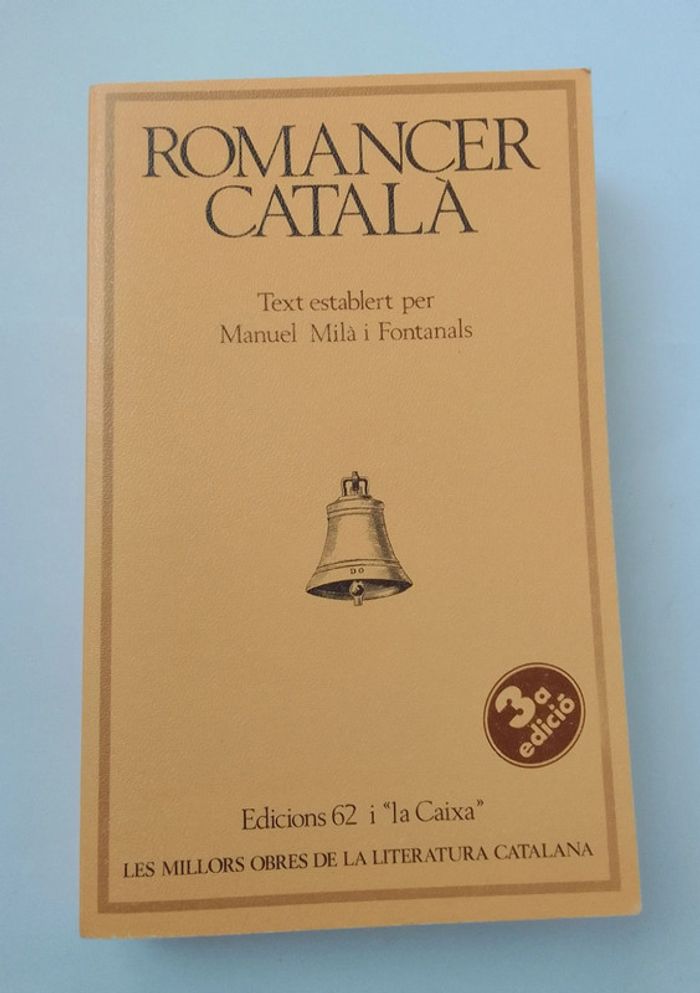 ROMANCER
CATALÀ
Text establert per
Manuel Milà i Fontanals
DO
3a
edició
Edicions 62 i "la Caixa"
LES MILLORS OBRES DE LA LITERATURA CATALANA